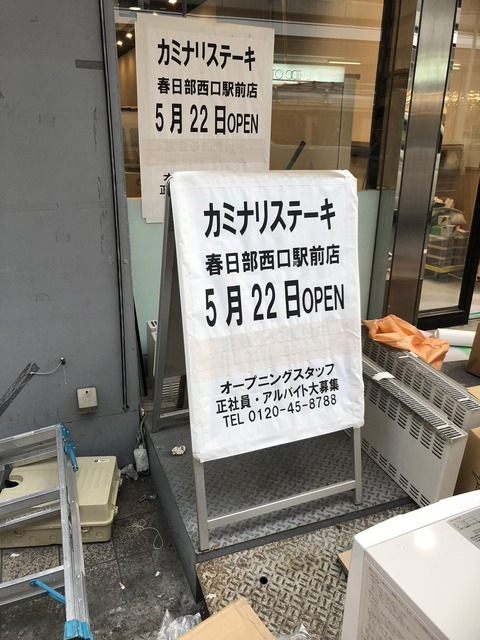 カミナリステーキ
春日部西口駅前店
5月22日OPEN
カミナリステーキ
春日部西口駅前店
5月22日OPEN
オープニングスタッフ
正社員・アルバイト大募集
TEL 0120-45-8788